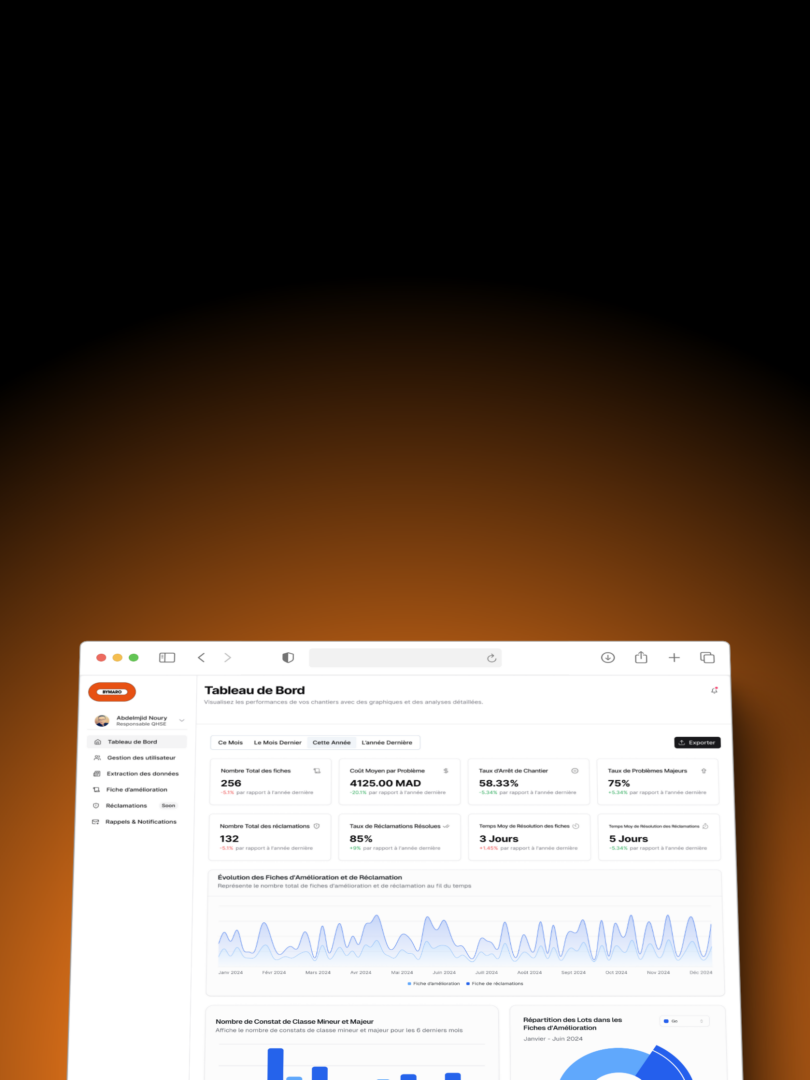 Tableau de Bord
Visualisez les performances de vos chantiers avec des graphiques et des analyses détaillées.
BYMARO
Abdelmjid Noury
Responsable QHSE
Tableau de Bord
Gestion des utilisateur
Extraction des données
Fiche d'amélioration
Réclamations Soon
Rappels & Notifications
Ce Mois Le Mois Dernier Cette Année L'année Dernière
Exporter
Nombre Total des fiches
256
-5.1% par rapport à l'année dernière
Coût Moyen par Problème $
4125.00 MAD
-20.1% par rapport à l'année dernière
Taux d'Arrêt de Chantier
58.33%
-5.34% par rapport à l'année dernière
Taux de Problèmes Majeurs
75%
+5.34% par rapport à l'année dernière
Nombre Total des réclamations
132
-5.1% par rapport à l'année dernière
Taux de Réclamations Résolues
85%
+9% par rapport à l'année dernière
Temps Moy de Résolution des fiches
3 Jours
+1.45% par rapport à l'année dernière
Temps Moy de Résolution des Réclamations
5 Jours
-5.34% par rapport à l'année dernière
Évolution des Fiches d'Amélioration et de Réclamation
Représente le nombre total de fiches d'amélioration et de réclamation au fil du temps
Janv 2024 Févr 2024 Mars 2024 Avr 2024 Mai 2024 Juin 2024 Juil 2024 Août 2024 Sept 2024 Oct 2024 Nov 2024 Déc 2024
Fiche d'amélioration Fiche de réclamations
Nombre de Constat de Classe Mineur et Majeur
Affiche le nombre de constats de classe mineur et majeur pour les 6 derniers mois
Répartition des Lots dans les
Fiches d'Amélioration
Janvier - Juin 2024